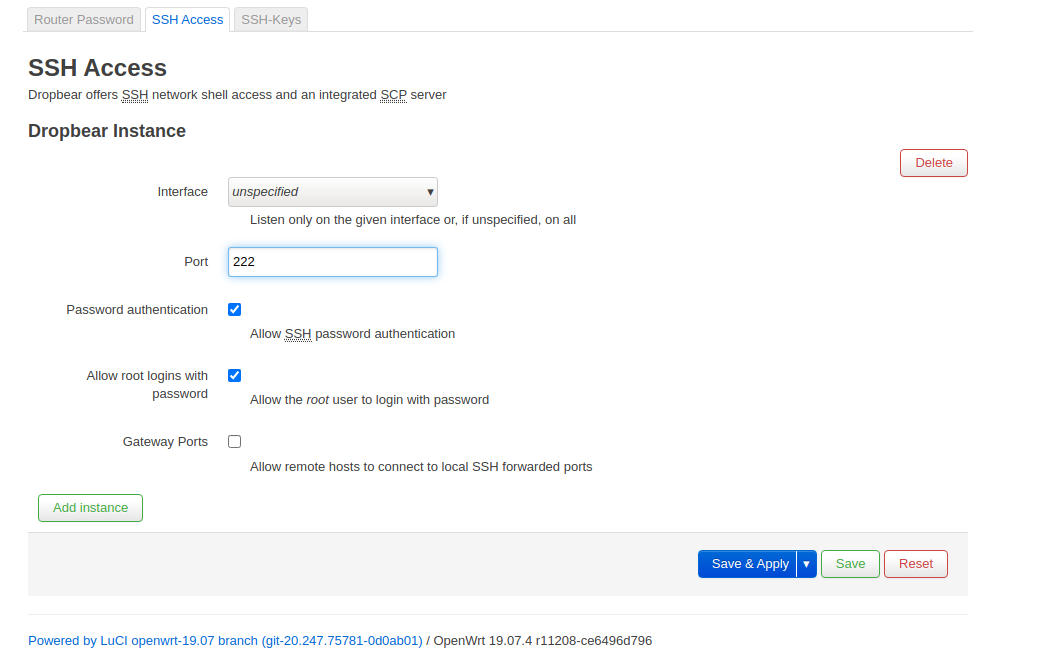 Router Password SSH Access SSH-Keys
SSH Access
Dropbear offers SSH network shell access and an integrated SCP server
Dropbear Instance
Delete
Interface unspecified
Listen only on the given interface or, if unspecified, on all
Port 222
Password authentication
Allow SSH password authentication
Allow root logins with
password
Allow the root user to login with password
Gateway Ports
Allow remote hosts to connect to local SSH forwarded ports
Add instance
Save & Apply Save Reset
Powered by LuCI openwrt-19.07 branch (git-20.247.75781-0d0ab01) / OpenWrt 19.07.4 r11208-ce6496d796